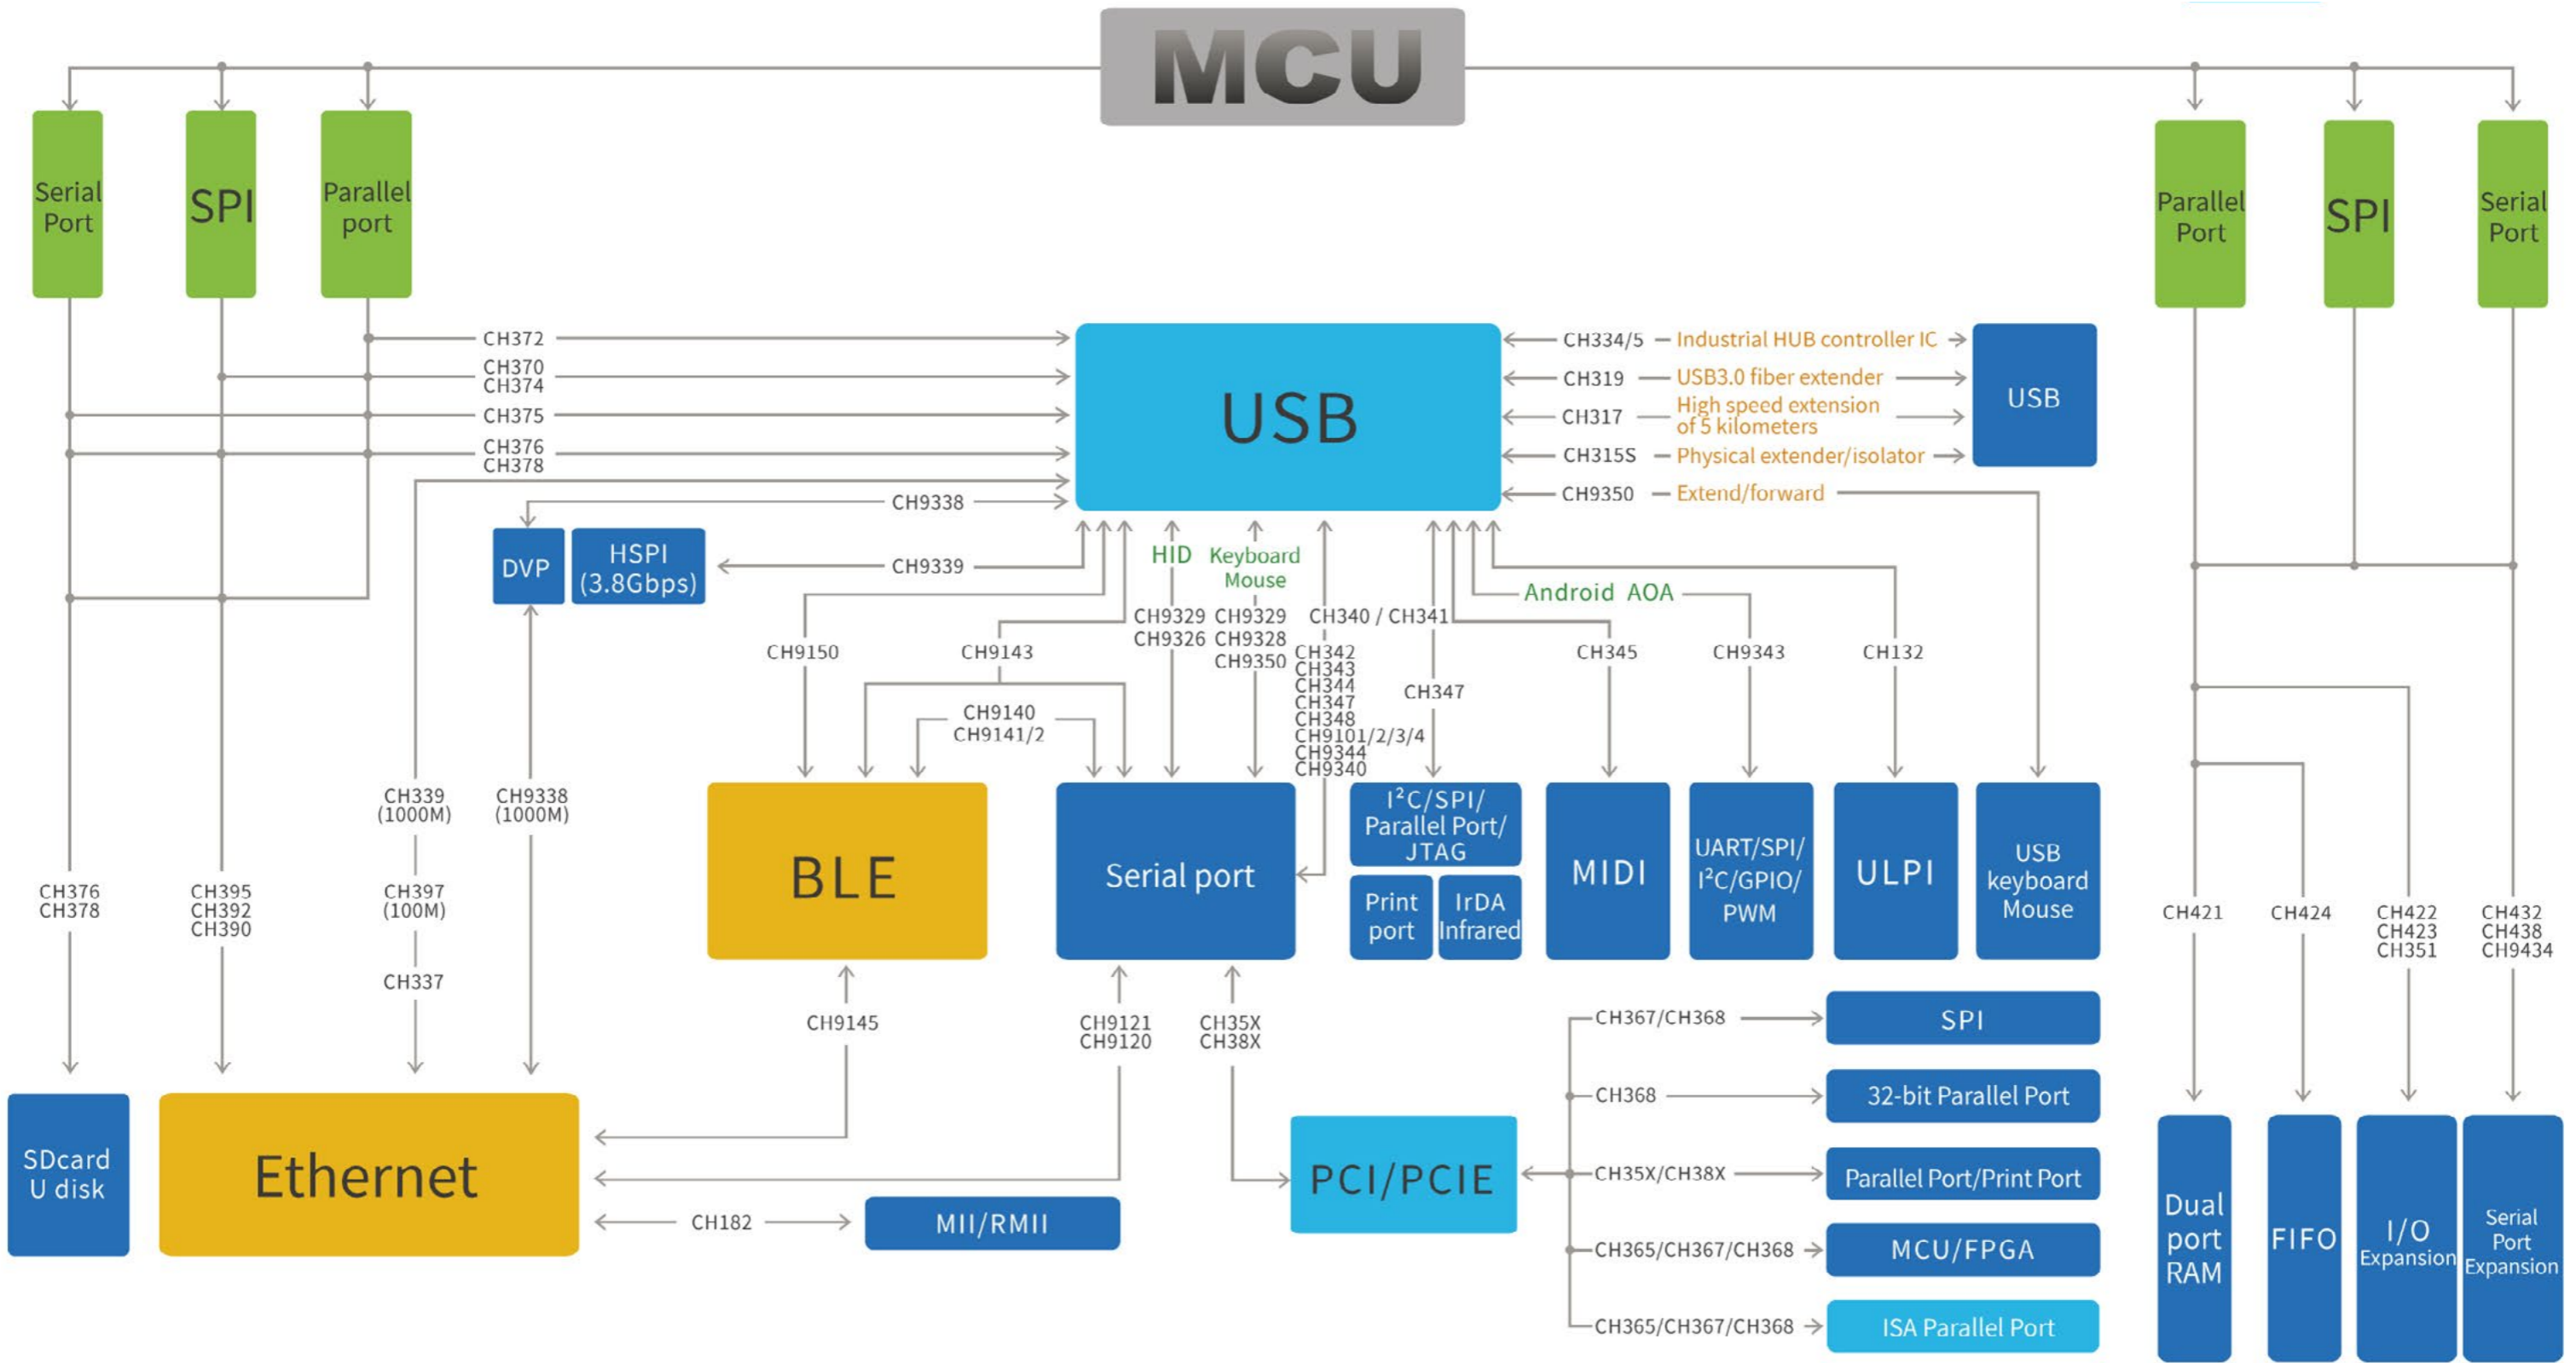 MCU
Serial
Port
SPI
Parallel
port
Parallel
Port
SPI
Serial
Port
CH372
CH370
CH374
CH375
CH376
CH378
CH9338
CH9339
USB
CH334/5
Industrial HUB controller IC
CH319
USB3.0 fiber extender
CH317
High speed extension
of 5 kilometers
CH315S
Physical extender/isolator
CH9350
Extend/forward
USB
DVP
HSPI
(3.8Gbps)
HID
Keyboard
Mouse
Android AOA
CH9150
CH9143
CH9140
CH9141/2
CH9329
CH9326
CH9329
CH9328
CH9350
CH340 / CH341
CH342
CH343
CH344
CH347
CH348
CH9101/2/3/4
CH9344
CH9340
CH347
CH345
CH9343
CH132
CH339
(1000M)
CH397
(100M)
CH337
CH9338
(1000M)
CH376
CH378
CH395
CH392
CH390
BLE
Serial port
I²C/SPI/
Parallel Port/
JTAG
Print
port
IrDA
Infrared
MIDI
UART/SPI/
I²C/GPIO/
PWM
ULPI
USB
keyboard
Mouse
CH421
CH424
CH422
CH423
CH351
CH432
CH438
CH9434
CH9145
CH9121
CH9120
CH35X
CH38X
SDcard
U disk
Ethernet
CH182
MII/RMII
PCI/PCIE
CH367/CH368
SPI
CH368
32-bit Parallel Port
CH35X/CH38X
Parallel Port/Print Port
CH365/CH367/CH368
MCU/FPGA
CH365/CH367/CH368
ISA Parallel Port
Dual
port
RAM
FIFO
I/O
Expansion
Serial
Port
Expansion